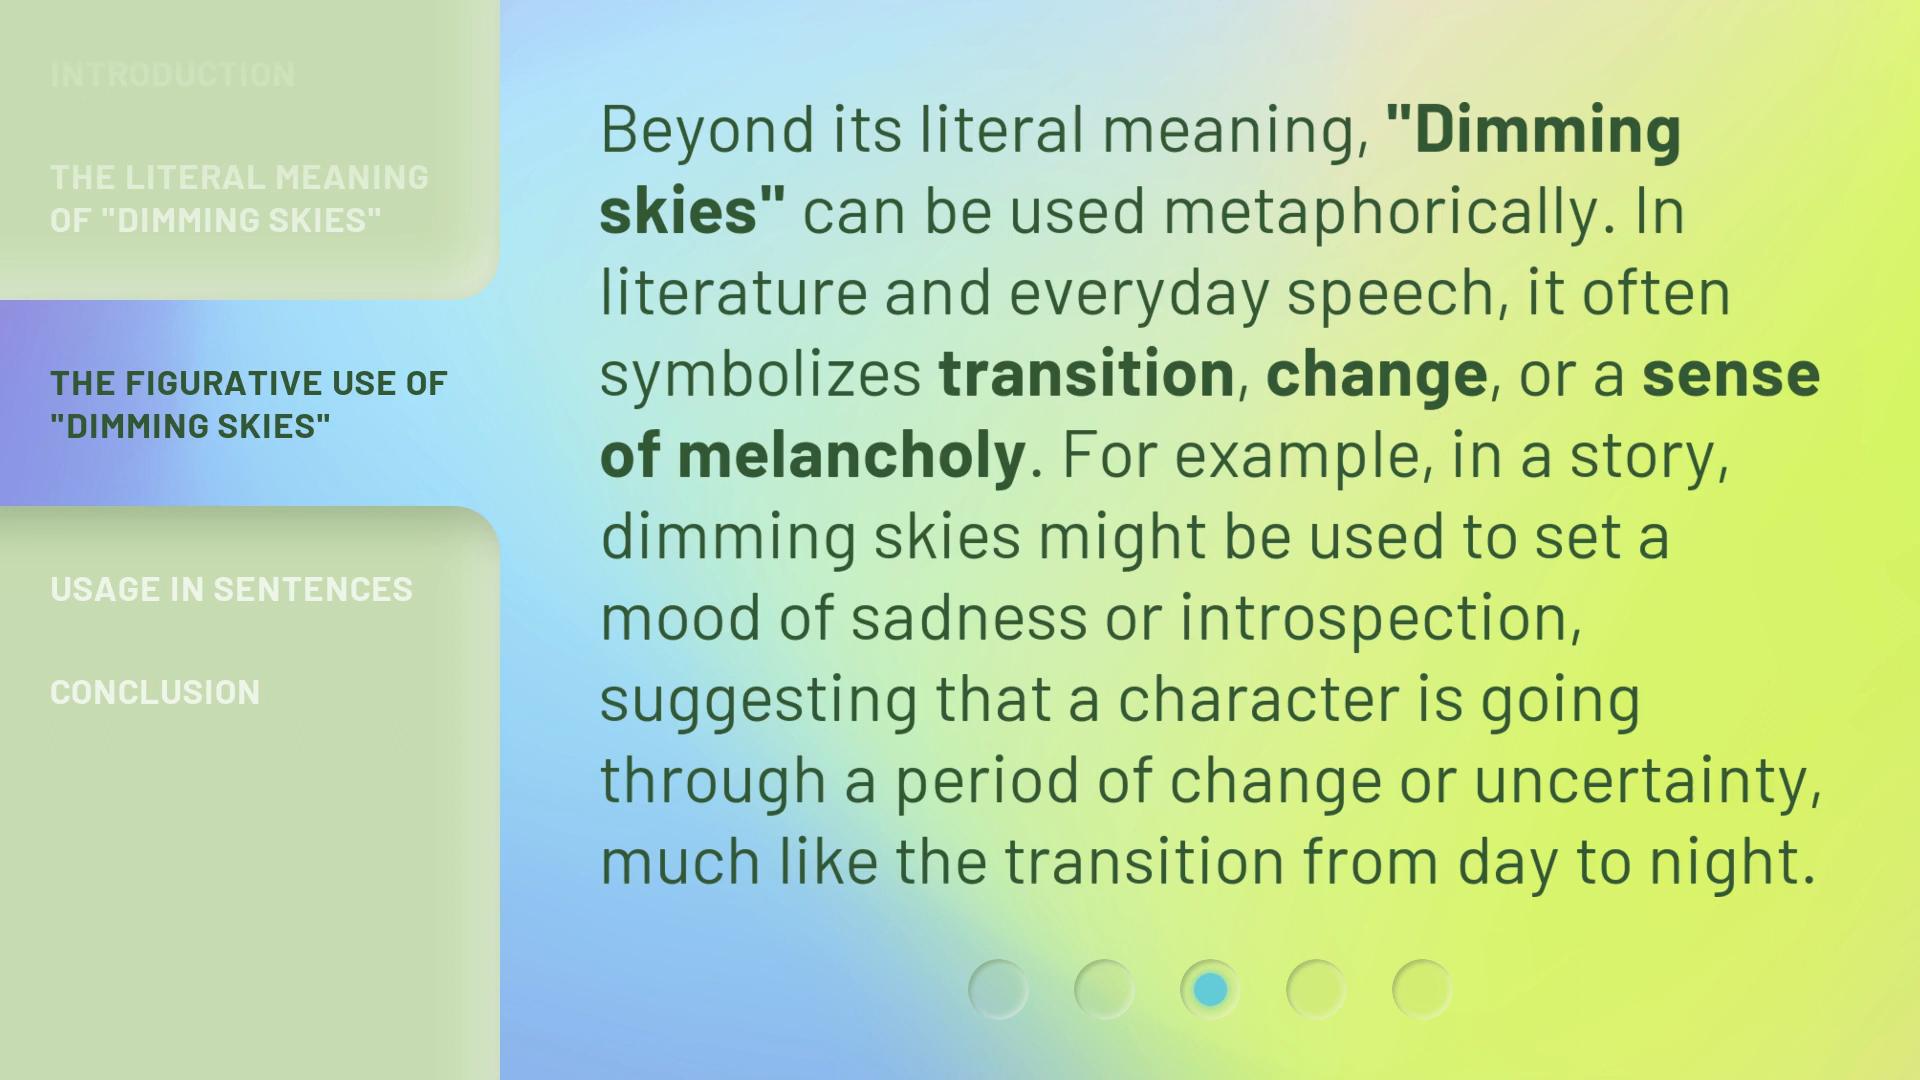 INTRODUCTION
THE LITERAL MEANING
OF "DIMMING SKIES"
THE FIGURATIVE USE OF
"DIMMING SKIES"
USAGE IN SENTENCES
CONCLUSION
Beyond its literal meaning, "Dimming
skies" can be used metaphorically. In
literature and everyday speech, it often
symbolizes transition, change, or a sense
of melancholy. For example, in a story,
dimming skies might be used to set a
mood of sadness or introspection,
suggesting that a character is going
through a period of change or uncertainty,
much like the transition from day to night.